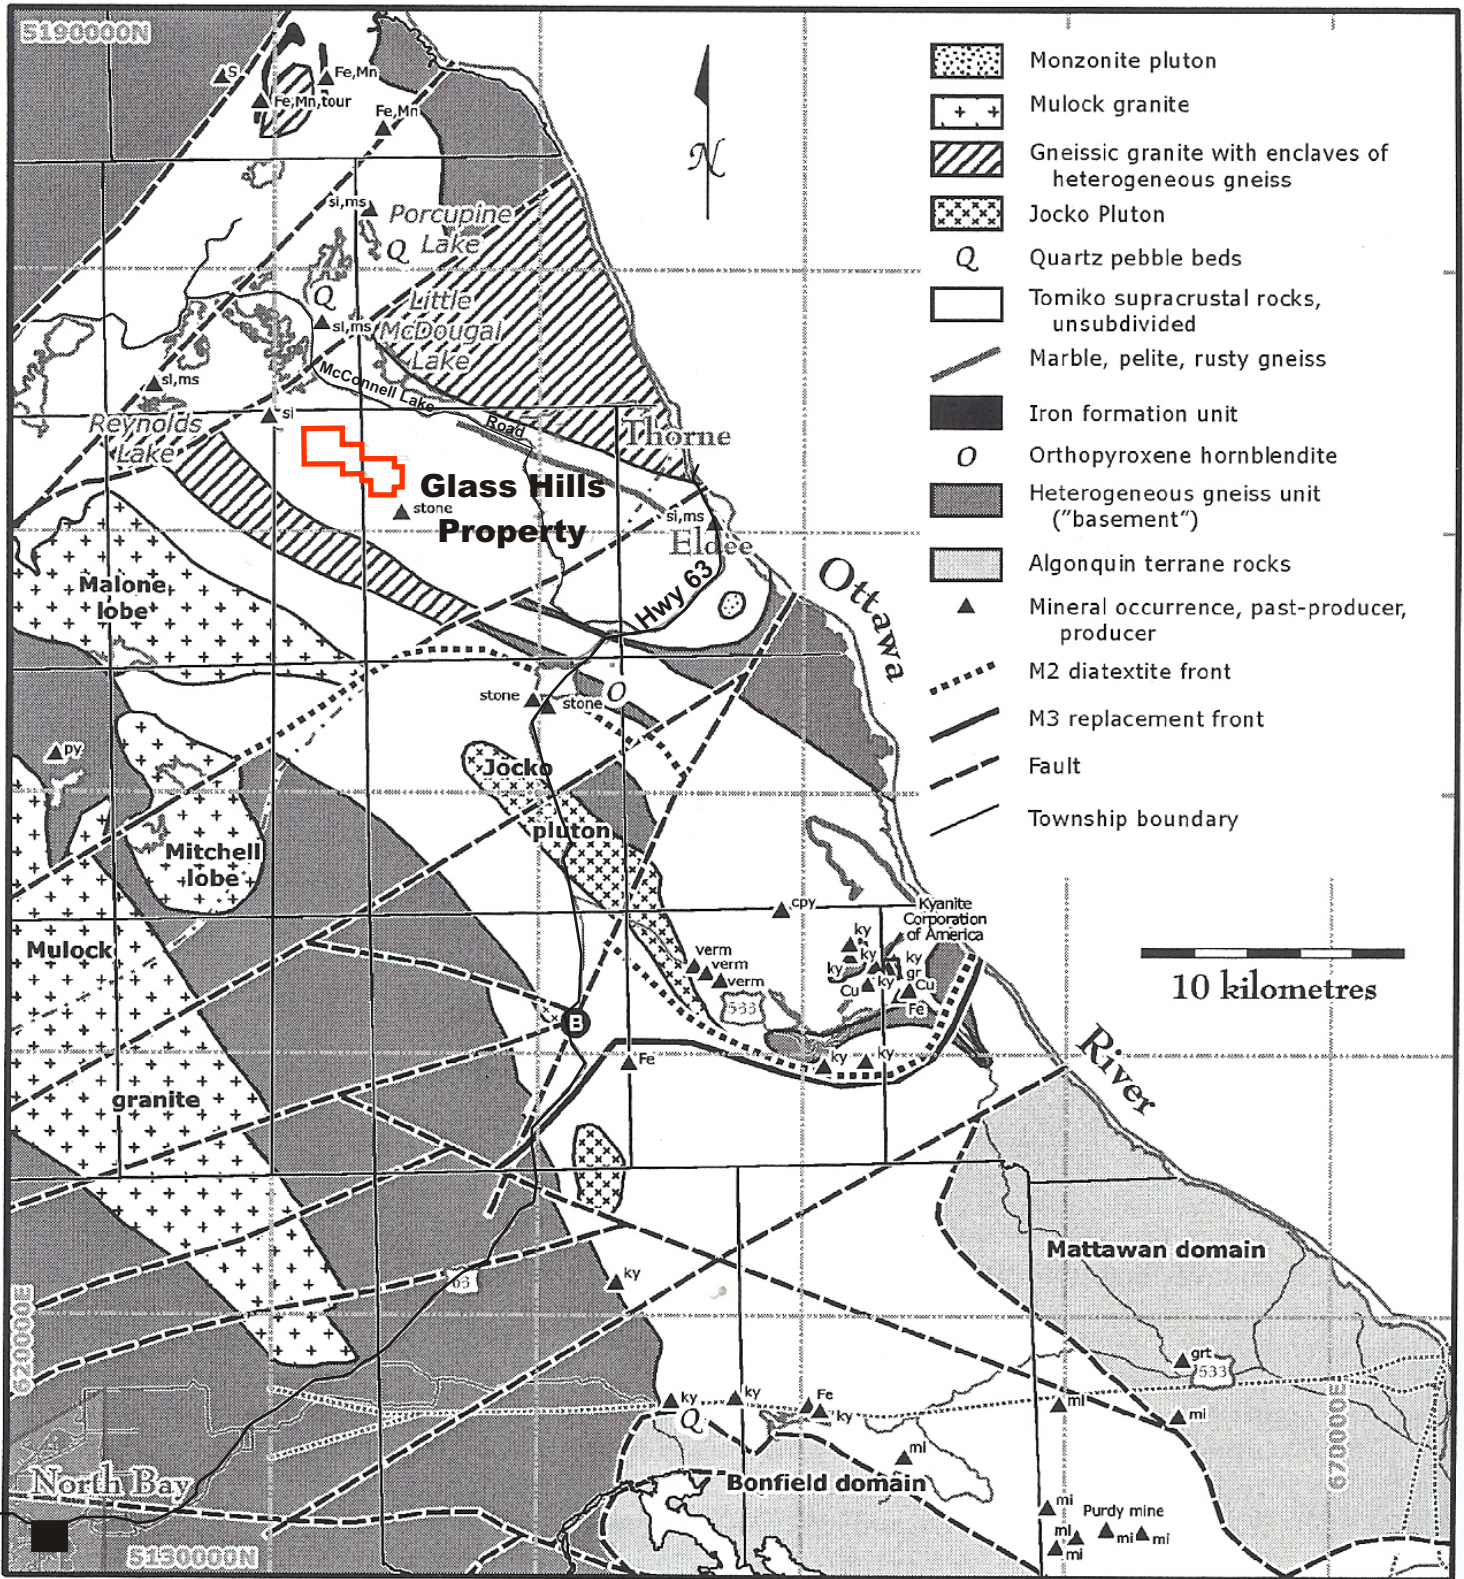 5190000N
S
Fe,Mn
Fe,Mn,tour
Fe,Mn
N
si,ms
Porcupine
Q Lake
Q
si,ms
Little
McDougal
Lake
McConnell Lake
Road
si,ms
si
Reynolds
Lake
Thorne
Glass Hills
Property
stone
si,ms
Eldee
Hwy 63
Ottawa
River
Malone
lobe
O
stone
stone
py
Jocko
pluton
Mitchell
lobe
Mulock
granite
cpy
Kyanite
Corporation
of America
verm
verm
verm
533
ky
ky
ky
ky
ky
gr
Cu
Cu
Fe
B
Fe
ky
ky
10 kilometres
Mattawan domain
ky
63
620000E
grt
533
670000E
ky
ky
Fe
ky
Q
mi
mi
mi
Bonfield domain
North Bay
mi
Purdy mine
mi
mi
mi
mi
5130000N
Monzonite pluton
Mulock granite
Gneissic granite with enclaves of
heterogeneous gneiss
Jocko Pluton
Q
Quartz pebble beds
Tomiko supracrustal rocks,
unsubdivided
Marble, pelite, rusty gneiss
Iron formation unit
O
Orthopyroxene hornblendite
Heterogeneous gneiss unit
("basement")
Algonquin terrane rocks
Mineral occurrence, past-producer,
producer
M2 diatextite front
M3 replacement front
Fault
Township boundary